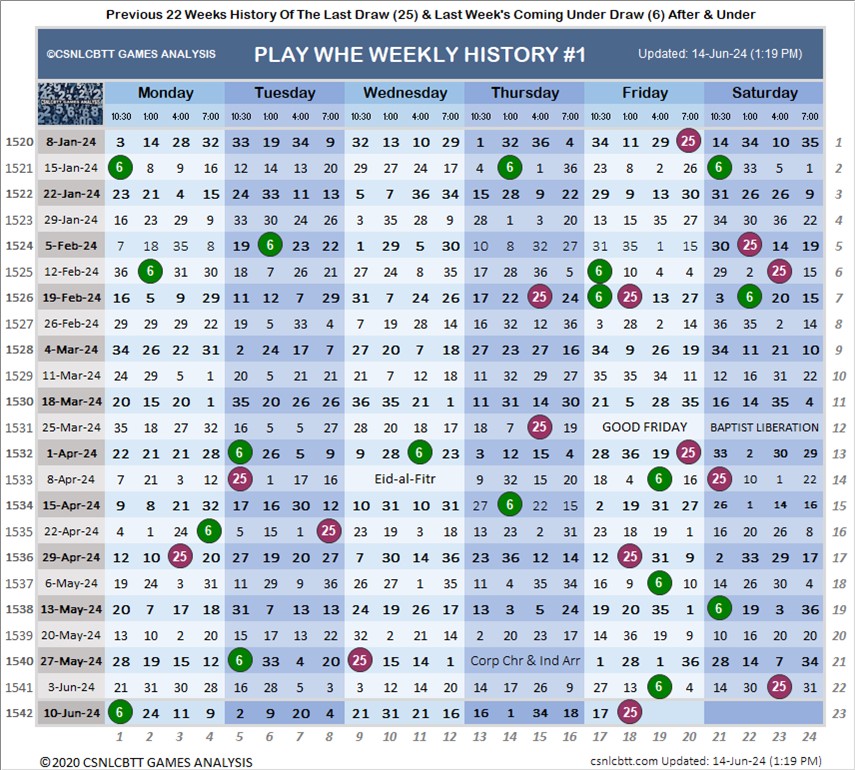 Previous 22 Weeks History Of The Last Draw (25) & Last Week's Coming Under Draw (6) After & Under
©CSNLCBTT GAMES ANALYSIS PLAY WHE WEEKLY HISTORY #1 Updated: 14-Jun-24 (1:19 PM)
Monday Tuesday Wednesday Thursday Friday Saturday
10:30 1:00 4:00 7:00 10:30 1:00 4:00 7:00 10:30 1:00 4:00 7:00 10:30 1:00 4:00 7:00 10:30 1:00 4:00 7:00 10:30 1:00 4:00 7:00
1520 8-Jan-24 3 14 28 32 33 19 34 9 32 13 10 29 1 32 36 4 34 11 29 25 14 34 10 35 1
1521 15-Jan-24 6 8 9 16 12 14 13 20 29 27 24 17 14 6 1 36 23 8 2 26 6 33 5 1 2
1522 22-Jan-24 23 21 4 15 24 33 11 13 5 7 36 34 15 28 9 22 29 9 13 30 31 26 26 9 3
1523 29-Jan-24 16 23 29 9 33 30 24 26 3 35 28 9 28 1 3 20 13 15 35 27 34 30 36 22 4
1524 5-Feb-24 7 18 35 8 19 6 23 22 1 29 5 30 10 8 32 27 31 35 1 15 30 25 14 19 5
1525 12-Feb-24 36 6 31 30 18 7 26 21 27 24 8 35 17 28 36 5 6 10 4 4 29 2 25 15 6
1526 19-Feb-24 16 5 9 29 11 12 7 29 31 7 24 26 17 22 25 24 6 25 13 27 3 6 20 15 7
1527 26-Feb-24 29 29 29 22 19 5 33 4 7 19 28 14 16 32 12 36 3 28 2 14 36 35 2 14 8
1528 4-Mar-24 34 26 22 31 2 24 17 7 27 20 7 18 27 23 27 16 34 9 26 19 34 11 21 10 9
1529 11-Mar-24 24 29 5 1 20 5 21 21 21 7 12 18 11 32 29 27 35 35 34 11 12 16 31 22 10
1530 18-Mar-24 20 15 20 1 35 20 26 26 36 35 21 1 11 31 14 30 21 5 28 35 16 14 35 4 11
1531 25-Mar-24 35 18 27 32 16 5 5 27 28 20 18 17 18 7 25 19 GOOD FRIDAY BAPTIST LIBERATION 12
1532 1-Apr-24 22 21 21 28 6 26 5 9 9 28 6 23 3 12 15 4 28 36 19 25 33 2 30 29 13
1533 8-Apr-24 7 21 3 12 25 1 17 16 Eid-al-Fitr 9 32 15 20 18 4 6 16 25 10 1 22 14
1534 15-Apr-24 9 8 21 32 17 16 30 12 10 31 10 31 27 6 22 15 2 19 31 27 26 1 14 16 15
1535 22-Apr-24 4 1 24 6 5 15 1 25 23 19 3 18 13 23 2 31 23 19 4 34 16 20 26 8 16
1536 29-Apr-24 12 10 25 20 27 19 20 27 7 30 14 36 23 36 12 14 12 25 31 9 2 33 29 17 17
1537 6-May-24 19 24 3 31 11 29 9 36 26 27 1 35 11 4 35 34 16 9 6 10 14 26 30 4 18
1538 13-May-24 20 7 17 18 31 7 13 13 24 19 26 17 13 3 5 24 19 20 35 1 6 19 3 36 19
1539 20-May-24 13 10 2 20 15 17 13 22 32 2 21 14 2 20 23 17 14 36 19 9 10 16 20 20 20
1540 27-May-24 28 19 15 12 6 33 4 20 25 15 14 1 Corp Chr & Ind Arr 1 28 1 36 28 14 7 34 21
1541 3-Jun-24 21 31 30 28 16 28 5 3 3 12 14 20 14 17 26 9 27 13 6 4 14 30 25 31 22
1542 10-Jun-24 6 24 11 9 2 9 20 4 21 31 21 16 16 1 34 18 17 25 23
1 2 3 4 5 6 7 8 9 10 11 12 13 14 15 16 17 18 19 20 21 22 23 24
©2020 CSNLCBTT GAMES ANALYSIS csnlcbtt.com Updated: 14-Jun-24 (1:19 PM)